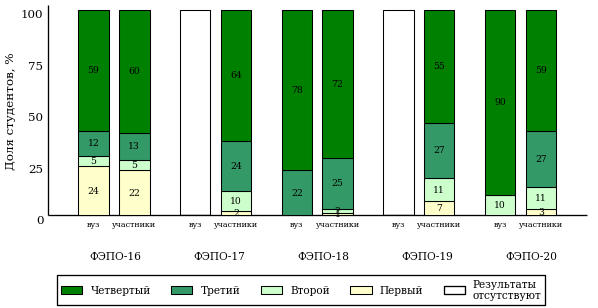 100
75
50
25
0
Доля студентов, %
59 12 5 24
60 13 5 22
64 24 10 2
78 22
72 25 2 1
55 27 11 7
90 10
59 27 11 3
вуз участники вуз участники вуз участники вуз участники вуз участники
ФЭПО-16 ФЭПО-17 ФЭПО-18 ФЭПО-19 ФЭПО-20
Четвертый Третий Второй Первый Результаты
отсутствуют